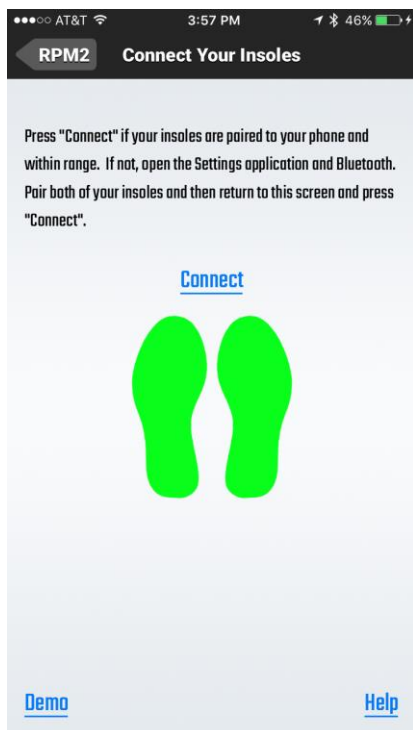 AT&T 3:57 PM 46%
RPM2 Connect Your Insoles
Press "Connect" if your insoles are paired to your phone and
within range. If not, open the Settings application and Bluetooth.
Pair both of your insoles and then return to this screen and press
"Connect".
Connect
Demo Help